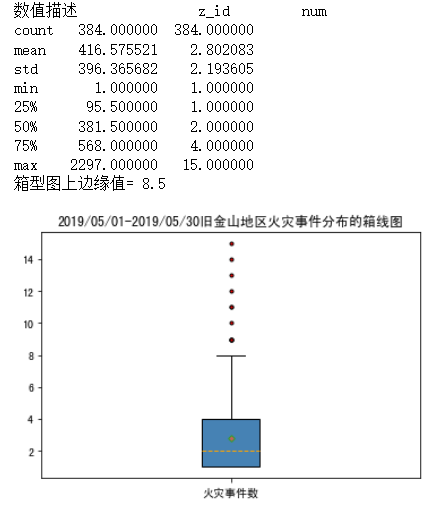 数值描述 z_id num
count 384.000000 384.000000
mean 416.575521 2.802083
std 396.365682 2.193605
min 1.000000 1.000000
25% 95.500000 1.000000
50% 381.500000 2.000000
75% 568.000000 4.000000
max 2297.000000 15.000000
箱型图上边缘值= 8.5
2019/05/01-2019/05/30旧金山地区火灾事件分布的箱线图
14
12
10
8
6
4
2
火灾事件数